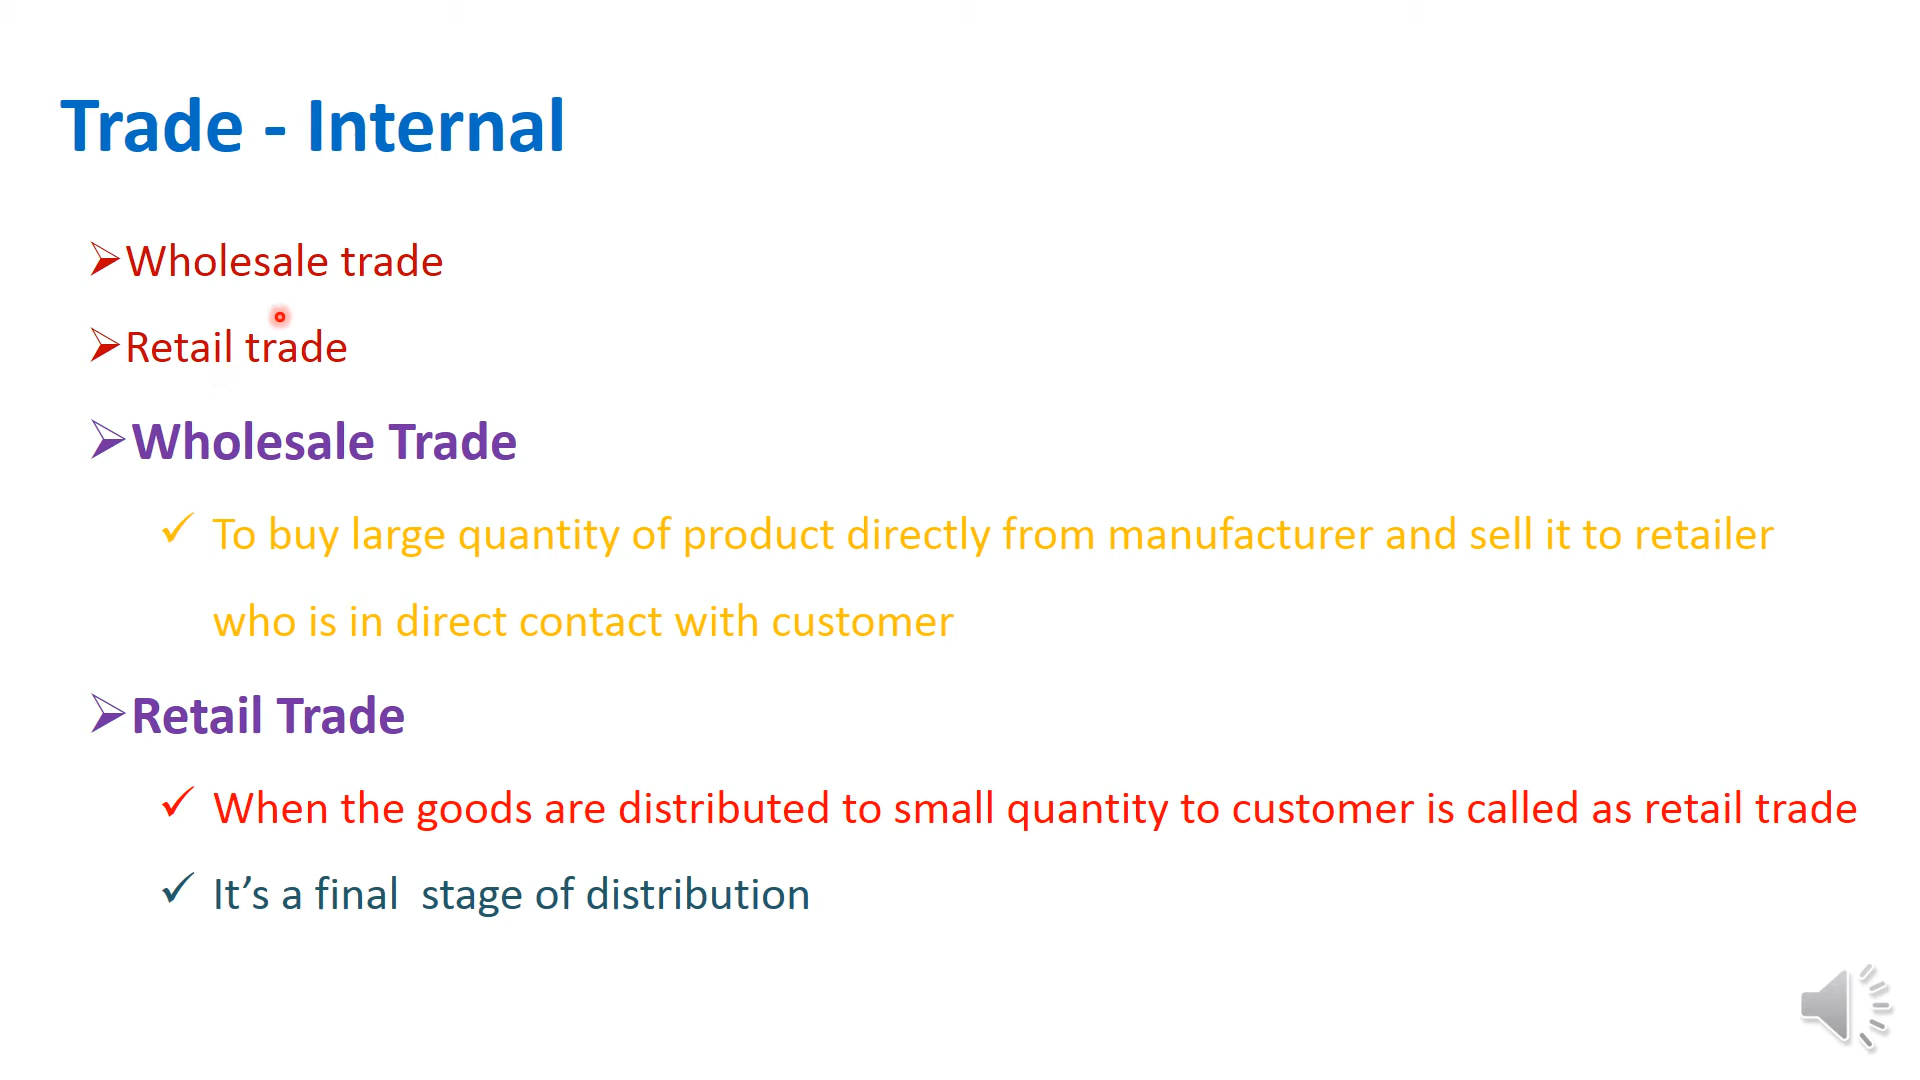 Trade - Internal
Wholesale trade
Retail trade
Wholesale Trade
To buy large quantity of product directly from manufacturer and sell it to retailer
who is in direct contact with customer
Retail Trade
When the goods are distributed to small quantity to customer is called as retail trade
It’s a final  stage of distribution